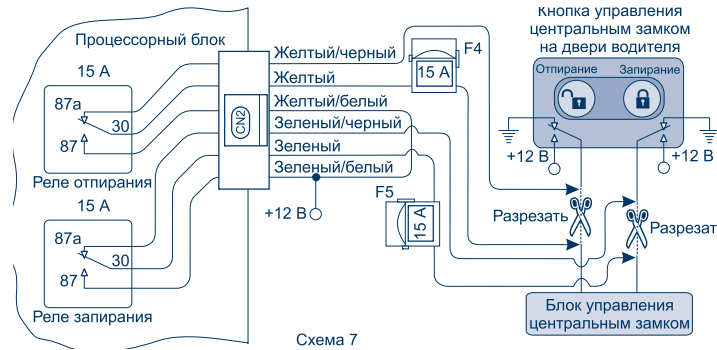 Кнопка управления
центральным замком
на двери водителя
Отпирание
Запирание
+12 В
+12 В
Процессорный блок
15 А
87а
30
87
Реле отпирания
15 А
87а
30
87
Реле запирания
CN2
Желтый/черный
Желтый
Желтый/белый
Зеленый/черный
Зеленый
Зеленый/белый
+12 В
F4
15 А
F5
15 А
Разрезать
Разрезат
Блок управления
центральным замком
Схема 7